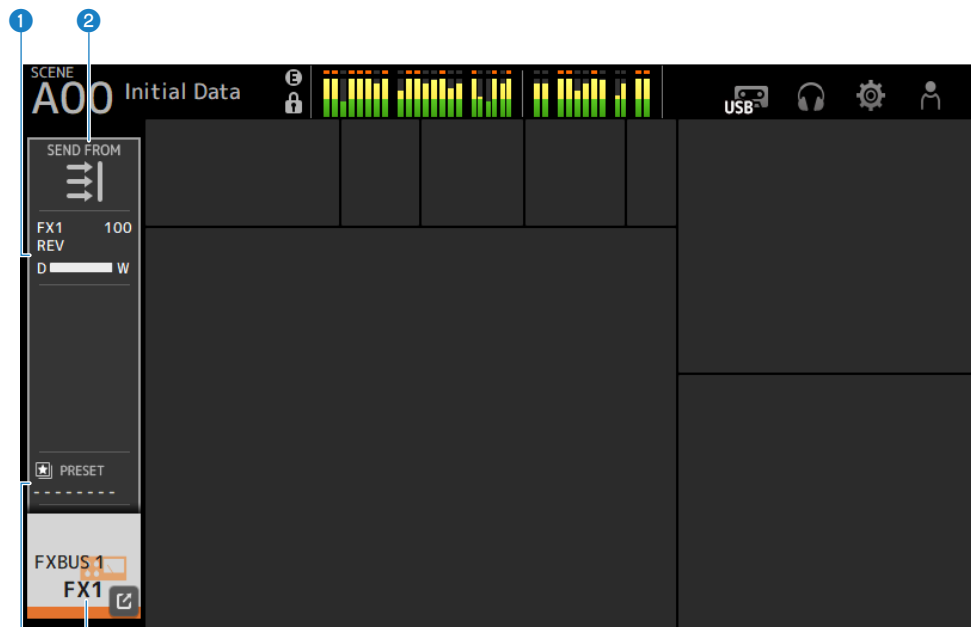 1 2
SCENE
A00 Initial Data
E
USB
SEND FROM
FX1 100
REV
D W
PRESET
--------
FXBUS 1
FX1